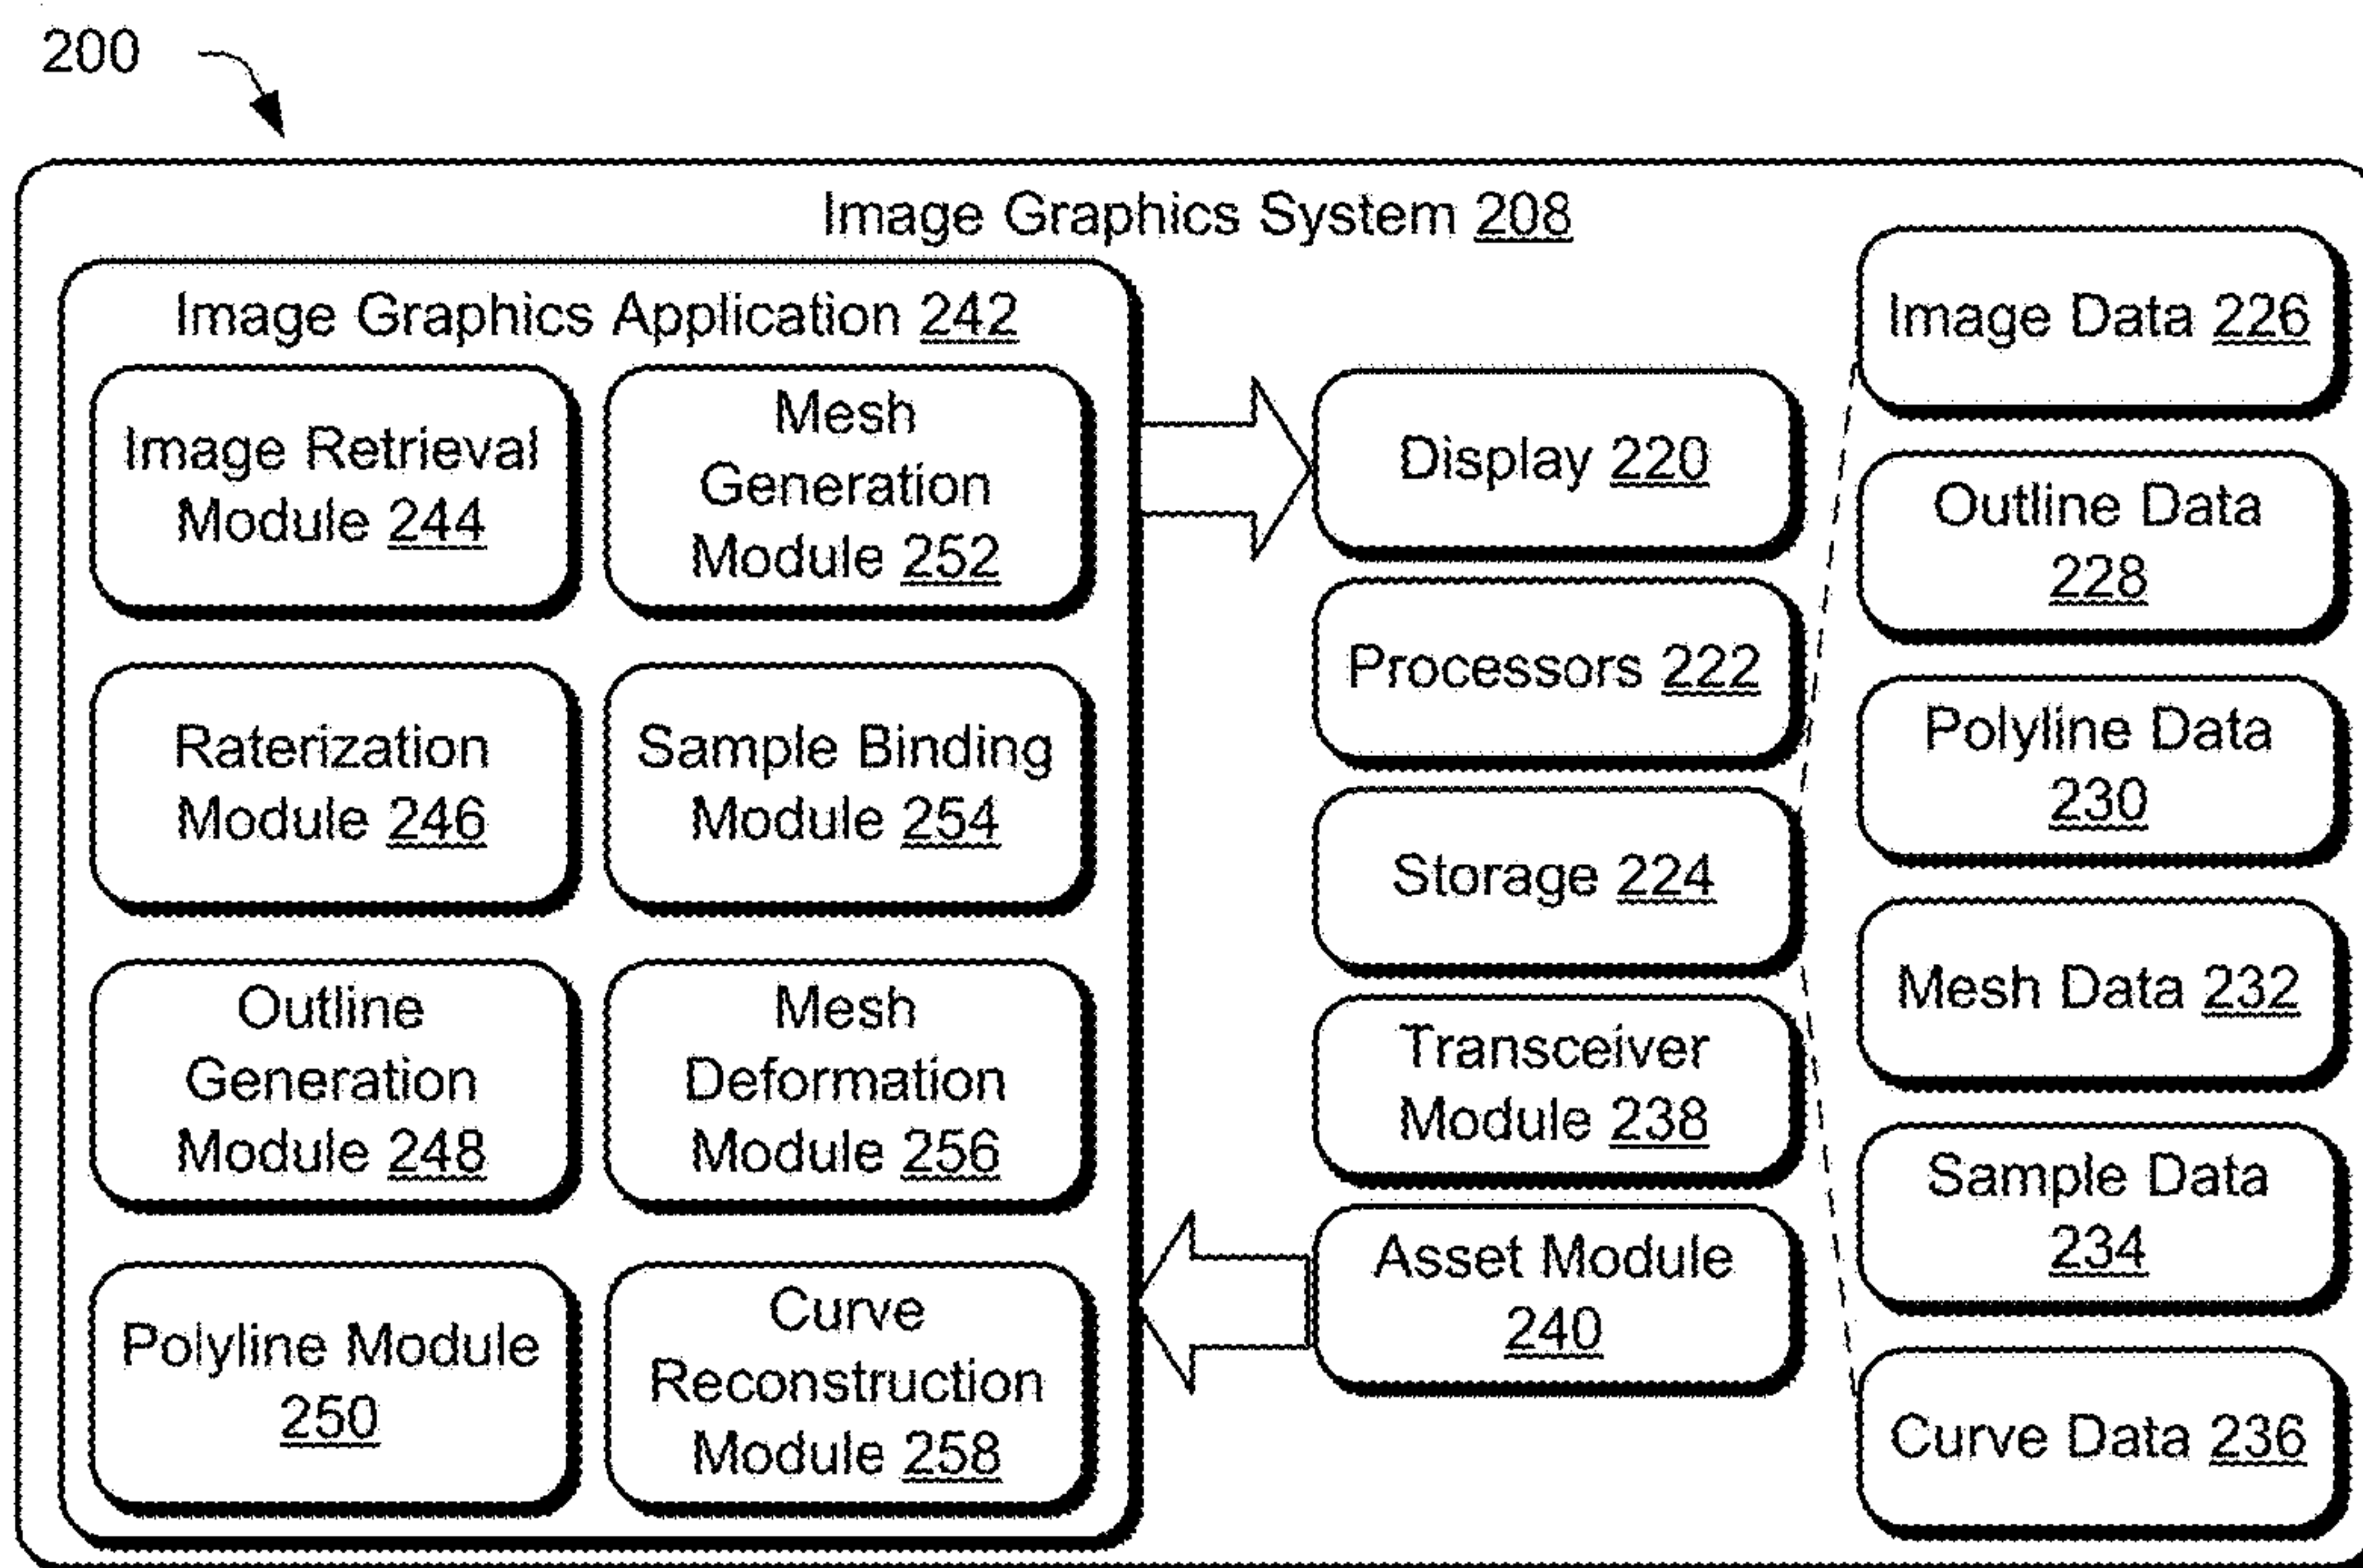 200
Image Graphics System 208
Image Graphics Application 242
Image Retrieval
Module 244
Mesh
Generation
Module 252
Raterization
Module 246
Sample Binding
Module 254
Outline
Generation
Module 248
Mesh
Deformation
Module 256
Polyline Module
250
Curve
Reconstruction
Module 258
Display 220
Processors 222
Storage 224
Transceiver
Module 238
Asset Module
240
Image Data 226
Outline Data
228
Polyline Data
230
Mesh Data 232
Sample Data
234
Curve Data 236